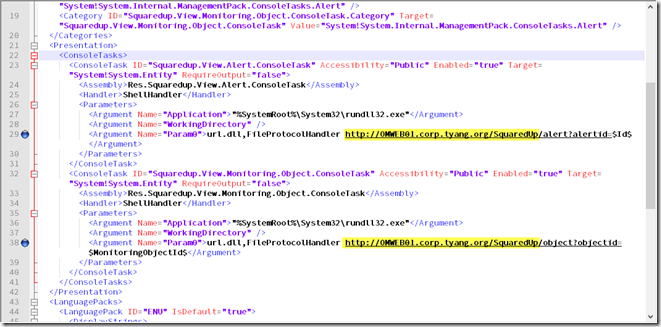 "System!System.Internal.ManagementPack.ConsoleTasks.Alert" />
19 <Category ID="Squaredup.View.Monitoring.Object.ConsoleTask.Category" Target=
"Squaredup.View.Monitoring.Object.ConsoleTask" Value="System!System.Internal.ManagementPack.ConsoleTasks.Alert" />
20 </Categories>
21 <Presentation>
22 <ConsoleTasks>
23 <ConsoleTask ID="Squaredup.View.Alert.ConsoleTask" Accessibility="Public" Enabled="true" Target=
"System!System.Entity" RequireOutput="false">
24 <Assembly>Res.Squaredup.View.Alert.ConsoleTask</Assembly>
25 <Handler>ShellHandler</Handler>
26 <Parameters>
27 <Argument Name="Application">"%SystemRoot%\System32\rundll32.exe"</Argument>
28 <Argument Name="WorkingDirectory" />
29 <Argument Name="Param0">url.dll,FileProtocolHandler http://OMWEB01.corp.tyang.org/SquaredUp/alert?alertid=$Id$
</Argument>
30 </Parameters>
31 </ConsoleTask>
32 <ConsoleTask ID="Squaredup.View.Monitoring.Object.ConsoleTask" Accessibility="Public" Enabled="true" Target=
"System!System.Entity" RequireOutput="false">
33 <Assembly>Res.Squaredup.View.Monitoring.Object.ConsoleTask</Assembly>
34 <Handler>ShellHandler</Handler>
35 <Parameters>
36 <Argument Name="Application">"%SystemRoot%\System32\rundll32.exe"</Argument>
37 <Argument Name="WorkingDirectory" />
38 <Argument Name="Param0">url.dll,FileProtocolHandler http://OMWEB01.corp.tyang.org/SquaredUp/object?objectid=
$MonitoringObjectId$</Argument>
39 </Parameters>
40 </ConsoleTask>
41 </ConsoleTasks>
42 </Presentation>
43 <LanguagePacks>
44 <LanguagePack ID="ENU" IsDefault="true">